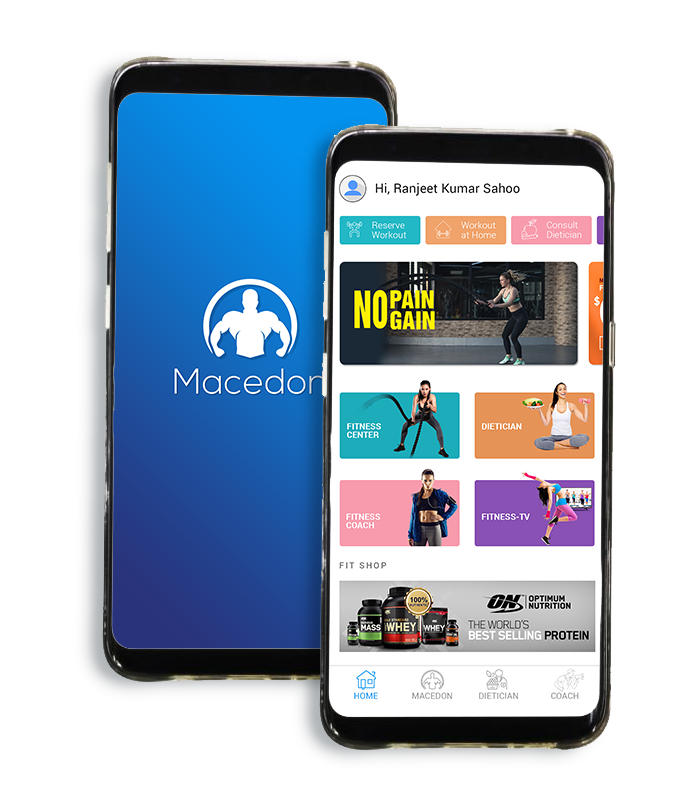 Macedon
Hi, Ranjeet Kumar Sahoo
Reserve
Workout
Workout
at Home
Consult
Dietician
NO PAIN
GAIN
FITNESS
CENTER
DIETICIAN
FITNESS
COACH
FITNESS-TV
FIT SHOP
100%
AUTHENTIC
MASS
WHEY
WHEY
ON OPTIMUM
NUTRITION
THE WORLD'S
BEST SELLING PROTEIN
HOME
MACEDON
DIETICIAN
COACH